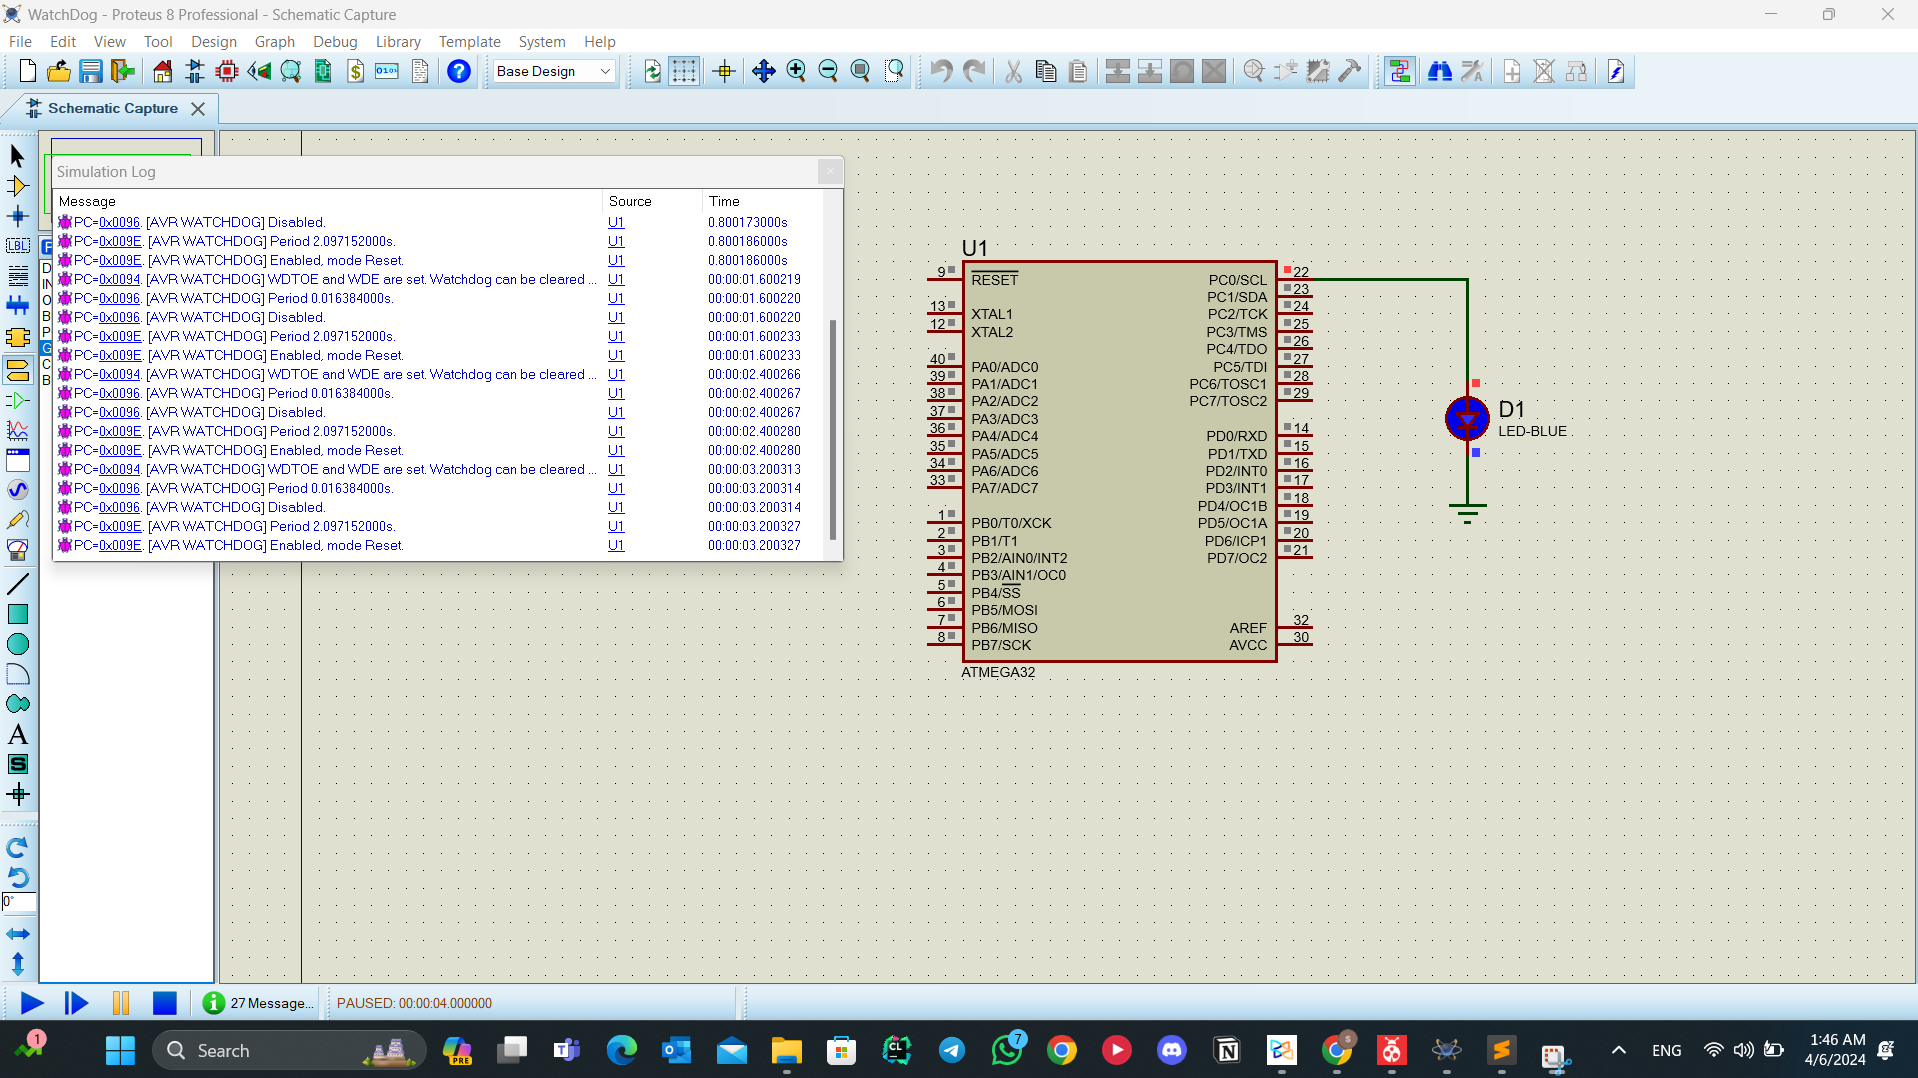 WatchDog - Proteus 8 Professional - Schematic Capture
File Edit View Tool Design Graph Debug Library Template System Help
Base Design
Schematic Capture
Simulation Log
Message Source Time
PC=0x0096. [AVR WATCHDOG] Disabled. U1 0.800173000s
PC=0x009E. [AVR WATCHDOG] Period 2.097152000s. U1 0.800186000s
PC=0x009E. [AVR WATCHDOG] Enabled, mode Reset. U1 0.800186000s
PC=0x0094. [AVR WATCHDOG] WDTOE and WDE are set. Watchdog can be cleared ... U1 00:00:01.600219
PC=0x0096. [AVR WATCHDOG] Period 0.016384000s. U1 00:00:01.600220
PC=0x0096. [AVR WATCHDOG] Disabled. U1 00:00:01.600220
PC=0x009E. [AVR WATCHDOG] Period 2.097152000s. U1 00:00:01.600233
PC=0x009E. [AVR WATCHDOG] Enabled, mode Reset. U1 00:00:01.600233
PC=0x0094. [AVR WATCHDOG] WDTOE and WDE are set. Watchdog can be cleared ... U1 00:00:02.400266
PC=0x0096. [AVR WATCHDOG] Period 0.016384000s. U1 00:00:02.400267
PC=0x0096. [AVR WATCHDOG] Disabled. U1 00:00:02.400267
PC=0x009E. [AVR WATCHDOG] Period 2.097152000s. U1 00:00:02.400280
PC=0x009E. [AVR WATCHDOG] Enabled, mode Reset. U1 00:00:02.400280
PC=0x0094. [AVR WATCHDOG] WDTOE and WDE are set. Watchdog can be cleared ... U1 00:00:03.200313
PC=0x0096. [AVR WATCHDOG] Period 0.016384000s. U1 00:00:03.200314
PC=0x0096. [AVR WATCHDOG] Disabled. U1 00:00:03.200314
PC=0x009E. [AVR WATCHDOG] Period 2.097152000s. U1 00:00:03.200327
PC=0x009E. [AVR WATCHDOG] Enabled, mode Reset. U1 00:00:03.200327
LBL
A
S
0°
U1
9 RESET PC0/SCL 22
PC1/SDA 23
13 XTAL1 PC2/TCK 24
12 XTAL2 PC3/TMS 25
PC4/TDO 26
40 PA0/ADC0 PC5/TDI 27
39 PA1/ADC1 PC6/TOSC1 28
38 PA2/ADC2 PC7/TOSC2 29
37 PA3/ADC3
36 PA4/ADC4 PD0/RXD 14
35 PA5/ADC5 PD1/TXD 15
34 PA6/ADC6 PD2/INT0 16
33 PA7/ADC7 PD3/INT1 17
PD4/OC1B 18
1 PB0/T0/XCK PD5/OC1A 19
2 PB1/T1 PD6/ICP1 20
3 PB2/AIN0/INT2 PD7/OC2 21
4 PB3/AIN1/OC0
5 PB4/SS
6 PB5/MOSI
7 PB6/MISO AREF 32
8 PB7/SCK AVCC 30
ATMEGA32
D1
LED-BLUE
27 Message...
PAUSED: 00:00:04.000000
1
Search
PRE
CL
7
ENG
1:46 AM
4/6/2024